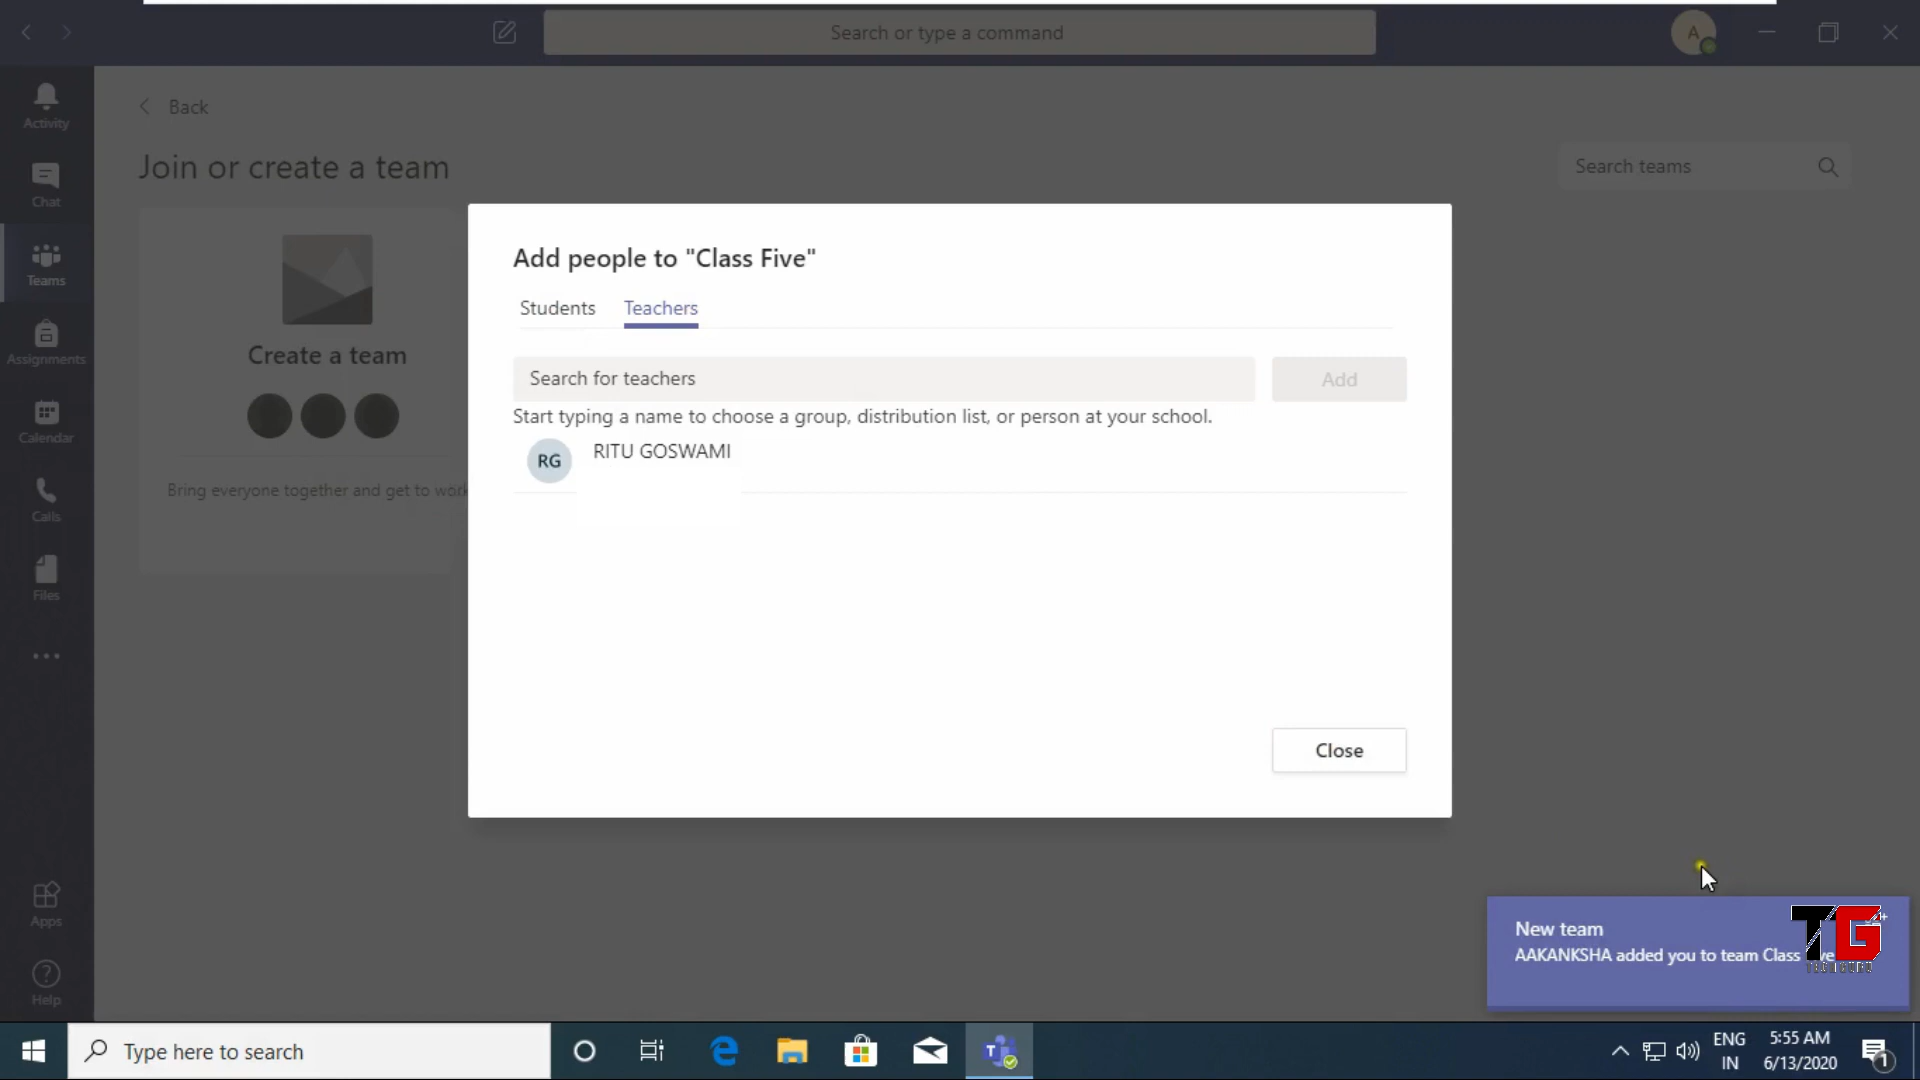 Search or type a command
A
Activity
Chat
Teams
Assignments
Calendar
Calls
Files
Apps
Help
Back
Join or create a team
Search teams
Create a team
Bring everyone together and get to work
Add people to "Class Five"
Students Teachers
Search for teachers
Add
Start typing a name to choose a group, distribution list, or person at your school.
RG RITU GOSWAMI
Close
New team
AAKANKSHA added you to team Class
TG
TECH GURU
Type here to search
ENG
IN
5:55 AM
6/13/2020
1